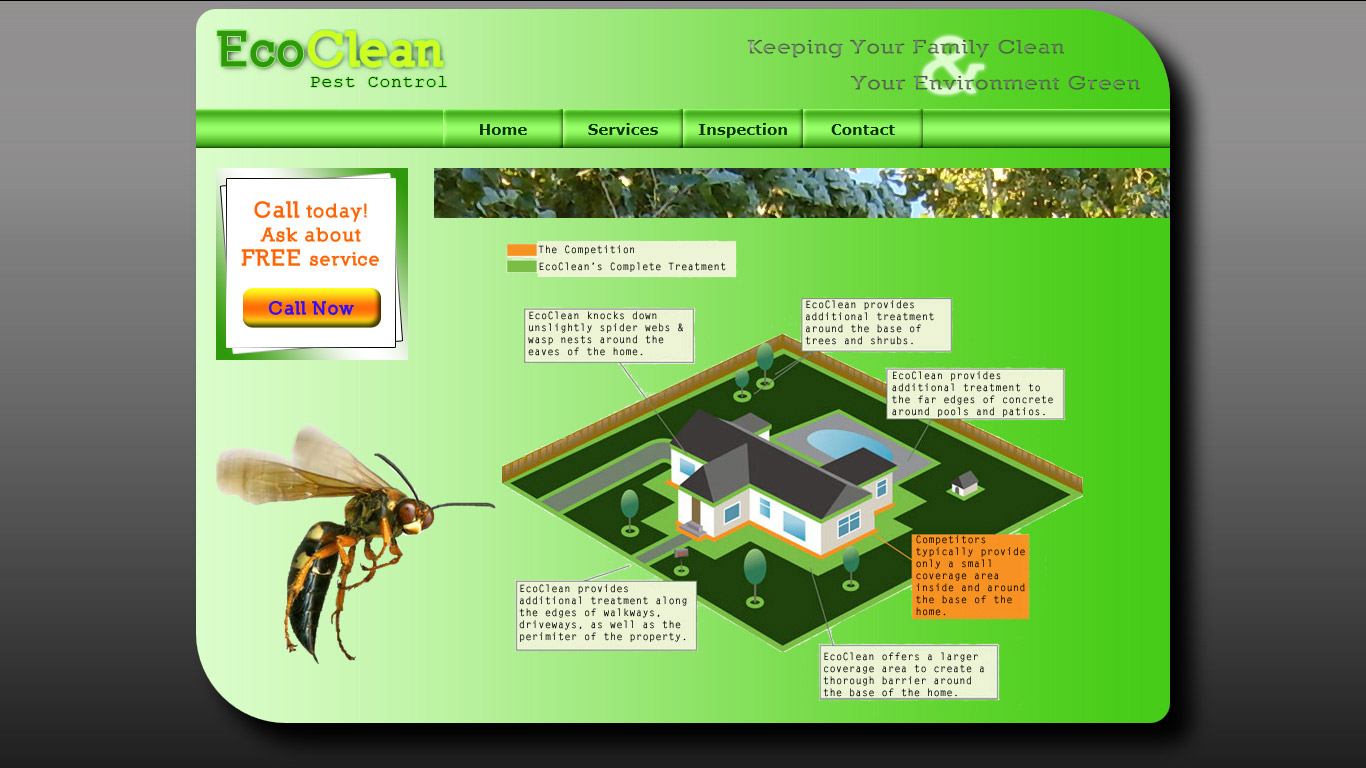 EcoClean
Pest Control
Keeping Your Family Clean
&
Your Environment Green
Home
Services
Inspection
Contact
Call today!
Ask about
FREE service
Call Now
The Competition
EcoClean's Complete Treatment
EcoClean knocks down
unslightly spider webs &
wasp nests around the
eaves of the home.
EcoClean provides
additional treatment
around the base of
trees and shrubs.
EcoClean provides
additional treatment to
the far edges of concrete
around pools and patios.
Competitors
typically provide
only a small
coverage area
inside and around
the base of the
home.
EcoClean provides
additional treatment along
the edges of walkways,
driveways, as well as the
perimiter of the property.
EcoClean offers a larger
coverage area to create a
thorough barrier around
the base of the home.